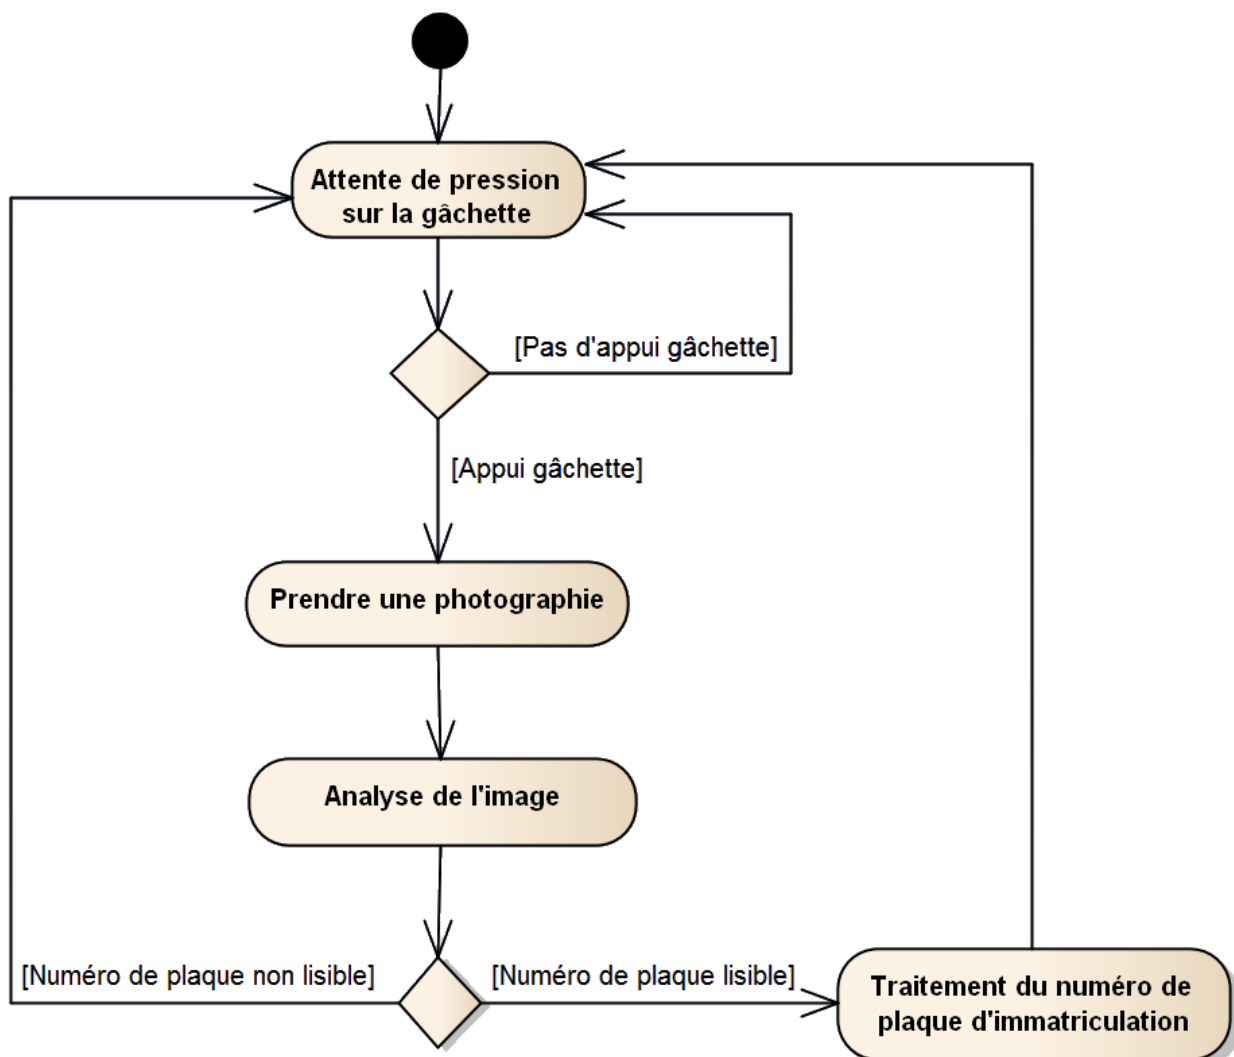 Attente de pression
sur la gâchette
[Pas d'appui gâchette]
[Appui gâchette]
Prendre une photographie
Analyse de l'image
[Numéro de plaque non lisible]
[Numéro de plaque lisible]
Traitement du numéro de
plaque d'immatriculation